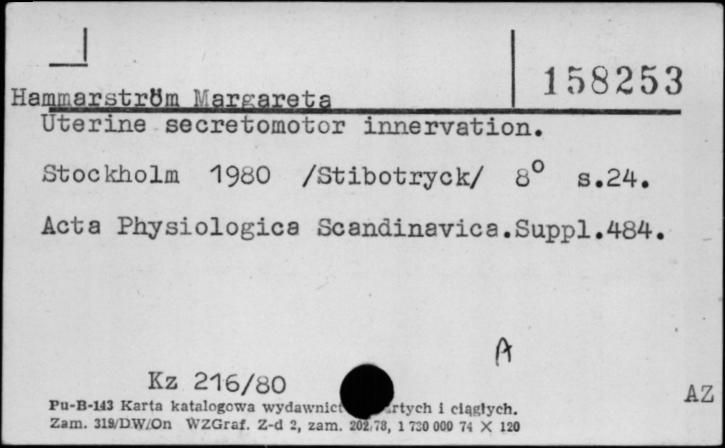 158253
Hammarström Margareta
Uterine secretomotor innervation.
Stockholm 1980 /Stibotryck/ 8° s.24.
Acta Physiologica Scandinavica.Suppl.484.
A
Kz 216/80
AZ
Pu-B-143 Karta katalogowa wydawnict rtych i ciągłych.
Zam. 319/DW/On WZGraf. Z-d 2, zam. 202/78, 1 730 000 74 X 120